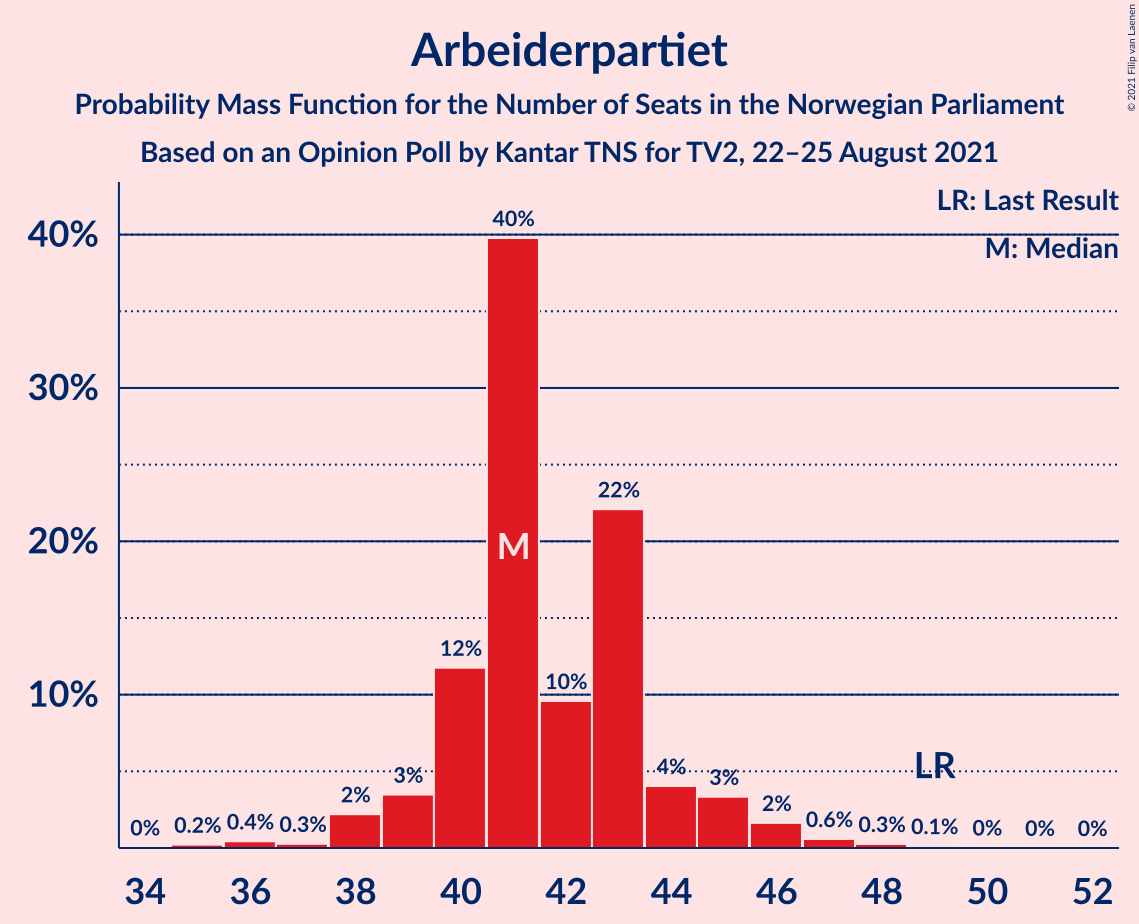 Arbeiderpartiet
Probability Mass Function for the Number of Seats in the Norwegian Parliament
Based on an Opinion Poll by Kantar TNS for TV2, 22–25 August 2021
© 2021 Filip van Laenen
LR: Last Result
M: Median
40%
30%
20%
10%
0%
0.2%
0.4%
0.3%
2%
3%
12%
40%
M
10%
22%
4%
3%
2%
0.6%
0.3%
0.1%
LR
0%
0%
0%
34 36 38 40 42 44 46 48 50 52